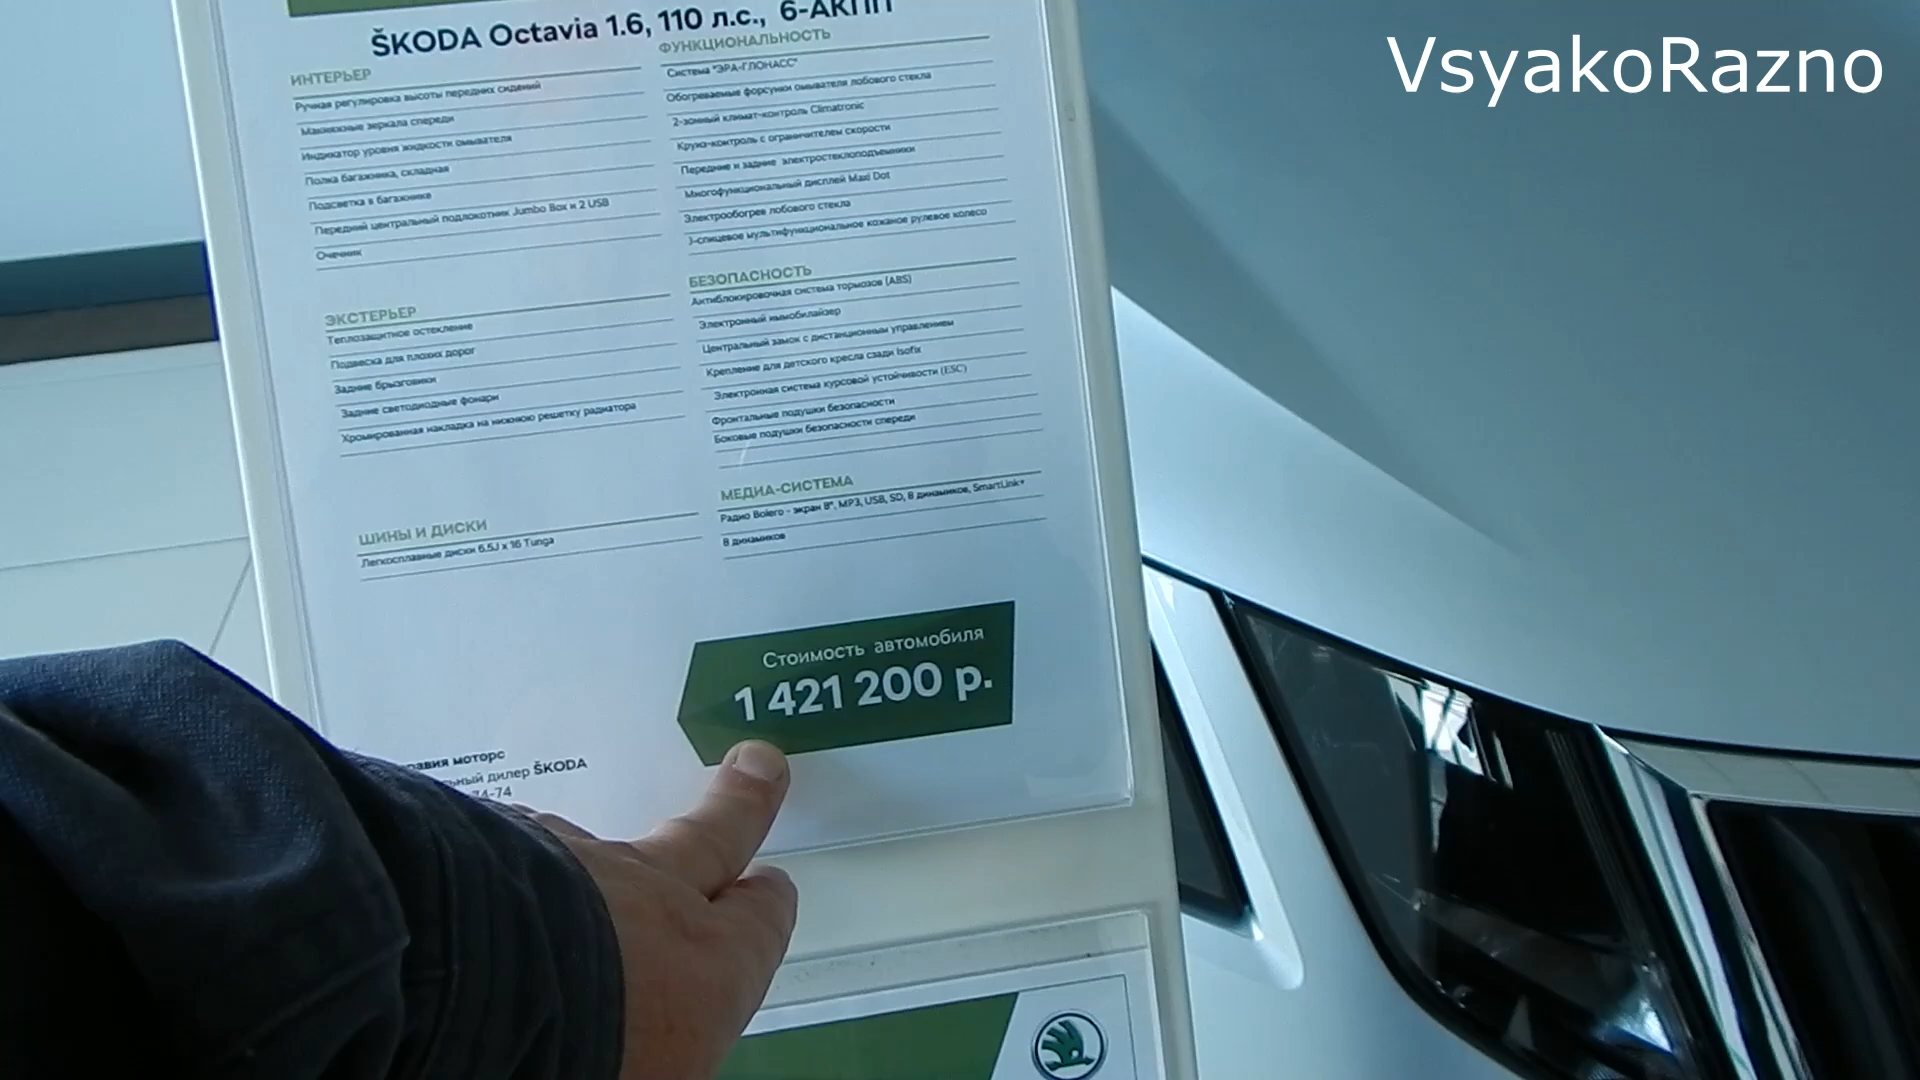 VsyakoRazno
ŠKODA Octavia 1.6, 110 л.с., 6-АКПП
ИНТЕРЬЕР
Ручная регулировка высоты передних сидений
Макияжные зеркала спереди
Индикатор уровня жидкости омывателя
Полка багажника, складная
Подсветка в багажнике
Передний центральный подлокотник Jumbo Box и 2 USB
Очечник
ЭКСТЕРЬЕР
Теплозащитное остекление
Подвеска для плохих дорог
Задние брызговики
Задние светодиодные фонари
Хромированная накладка на нижнюю решетку радиатора
ШИНЫ И ДИСКИ
Легкосплавные диски 6.5J x 16 Tunga
ФУНКЦИОНАЛЬНОСТЬ
Система "ЭРА-ГЛОНАСС"
Обогреваемые форсунки омывателя лобового стекла
2-зонный климат-контроль Climatronic
Круиз-контроль с ограничителем скорости
Передние и задние электростеклоподъемники
Многофункциональный дисплей Maxi Dot
Электрообогрев лобового стекла
3-спицевое мультифункциональное кожаное рулевое колесо
БЕЗОПАСНОСТЬ
Антиблокировочная система тормозов (ABS)
Электронный иммобилайзер
Центральный замок с дистанционным управлением
Крепление для детского кресла сзади Isofix
Электронная система курсовой устойчивости (ESC)
Фронтальные подушки безопасности
Боковые подушки безопасности спереди
МЕДИА-СИСТЕМА
Радио Bolero - экран 8", MP3, USB, SD, 8 динамиков, SmartLink+
8 динамиков
Стоимость автомобиля
1 421 200 р.
моторс
дилер ŠKODA
74-74